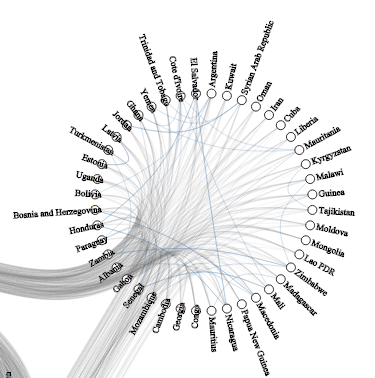 El Salvador
Argentina
Kuwait
Syrian Arab Republic
Oman
Iran
Cuba
Liberia
Mauritania
Kyrgyzstan
Malawi
Guinea
Tajikistan
Moldova
Mongolia
Lao PDR
Zimbabwe
Madagascar
Mali
Macedonia
Papua New Guinea
Nicaragua
Mauritius
Congo
Georgia
Cambodia
Mozambique
Senegal
Gabon
Albania
Zambia
Paraguay
Honduras
Bosnia and Herzegovina
Bolivia
Uganda
Estonia
Turkmenistan
Latvia
Jordan
Ghana
Yemen
Trinidad and Tobago
Cote d'Ivoire